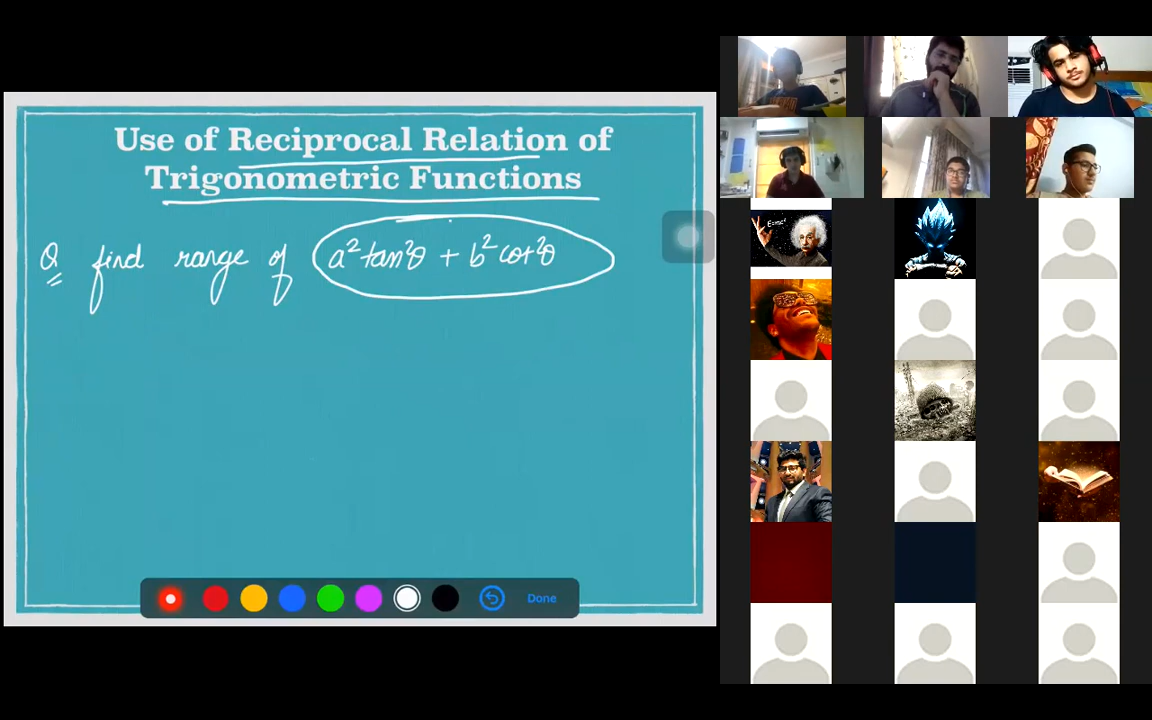 Use of Reciprocal Relation of
Trigonometric Functions
Q find range of a²tan²θ + b²cot²θ
Done